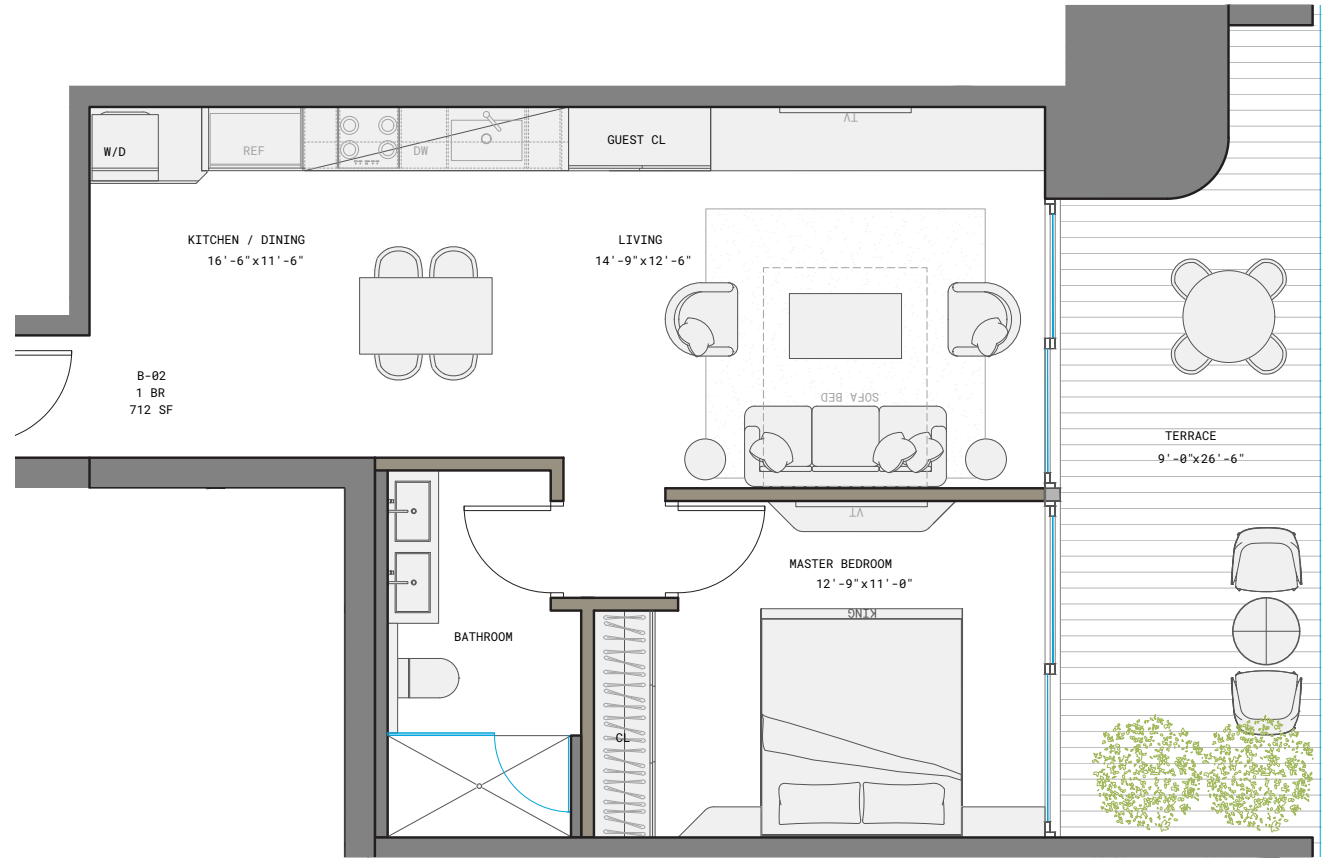 TV
GUEST CL
W/D
REF
DW
KITCHEN / DINING
16'-6"x11'-6"
LIVING
14'-9"x12'-6"
B-02
1 BR
712 SF
SOFA BED
TERRACE
9'-0"x26'-6"
TV
MASTER BEDROOM
12'-9"x11'-0"
KING
BATHROOM
CL